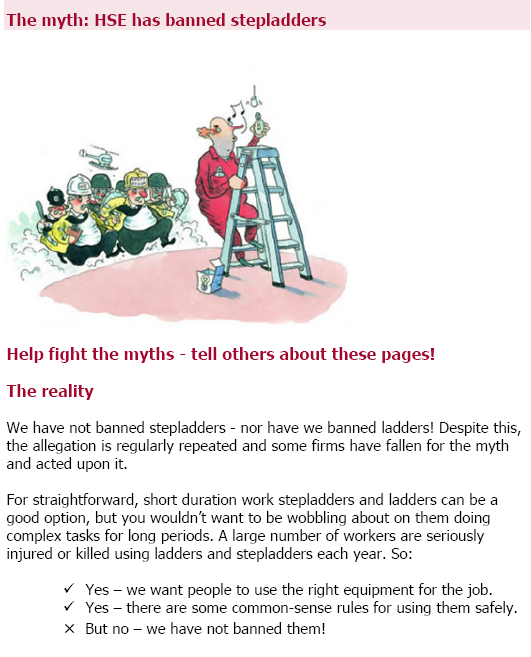 The myth: HSE has banned stepladders
Help fight the myths - tell others about these pages!
The reality
We have not banned stepladders - nor have we banned ladders! Despite this,
the allegation is regularly repeated and some firms have fallen for the myth
and acted upon it.
For straightforward, short duration work stepladders and ladders can be a
good option, but you wouldn’t want to be wobbling about on them doing
complex tasks for long periods. A large number of workers are seriously
injured or killed using ladders and stepladders each year. So:
✓ Yes – we want people to use the right equipment for the job.
✓ Yes – there are some common-sense rules for using them safely.
× But no – we have not banned them!